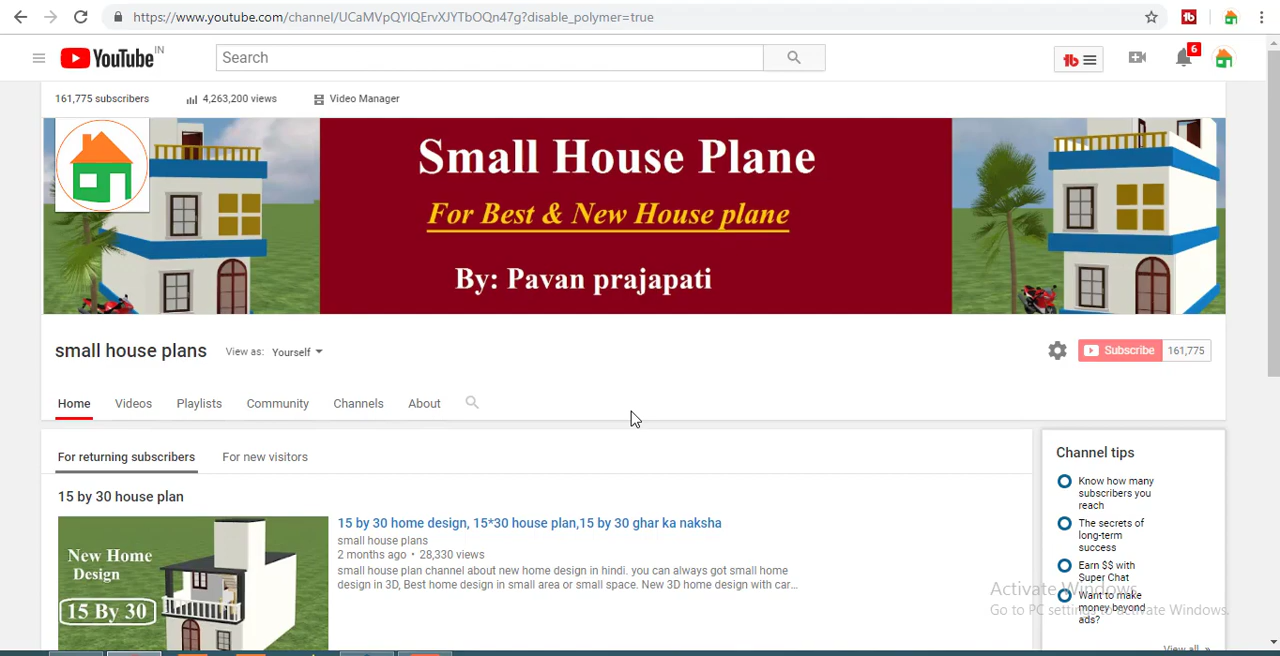 https://www.youtube.com/channel/UCaMVpQYlQErvXJYTbOQn47g?disable_polymer=true
YouTube IN
Search
6
161,775 subscribers
4,263,200 views
Video Manager
Small House Plane
For Best & New House plane
By: Pavan prajapati
small house plans
View as: Yourself
Subscribe 161,775
Home
Videos
Playlists
Community
Channels
About
For returning subscribers
For new visitors
15 by 30 house plan
New Home
Design
15 By 30
15 by 30 home design, 15*30 house plan,15 by 30 ghar ka naksha
small house plans
2 months ago • 28,330 views
small house plan channel about new home design in hindi. you can always got small home
design in 3D, Best home design in small area or small space. New 3D home design with car...
Channel tips
Know how many
subscribers you
reach
The secrets of
long-term
success
Earn $$ with
Super Chat
Want to make
money beyond
ads?
View all »
Activate Windows
Go to PC settings to activate Windows.